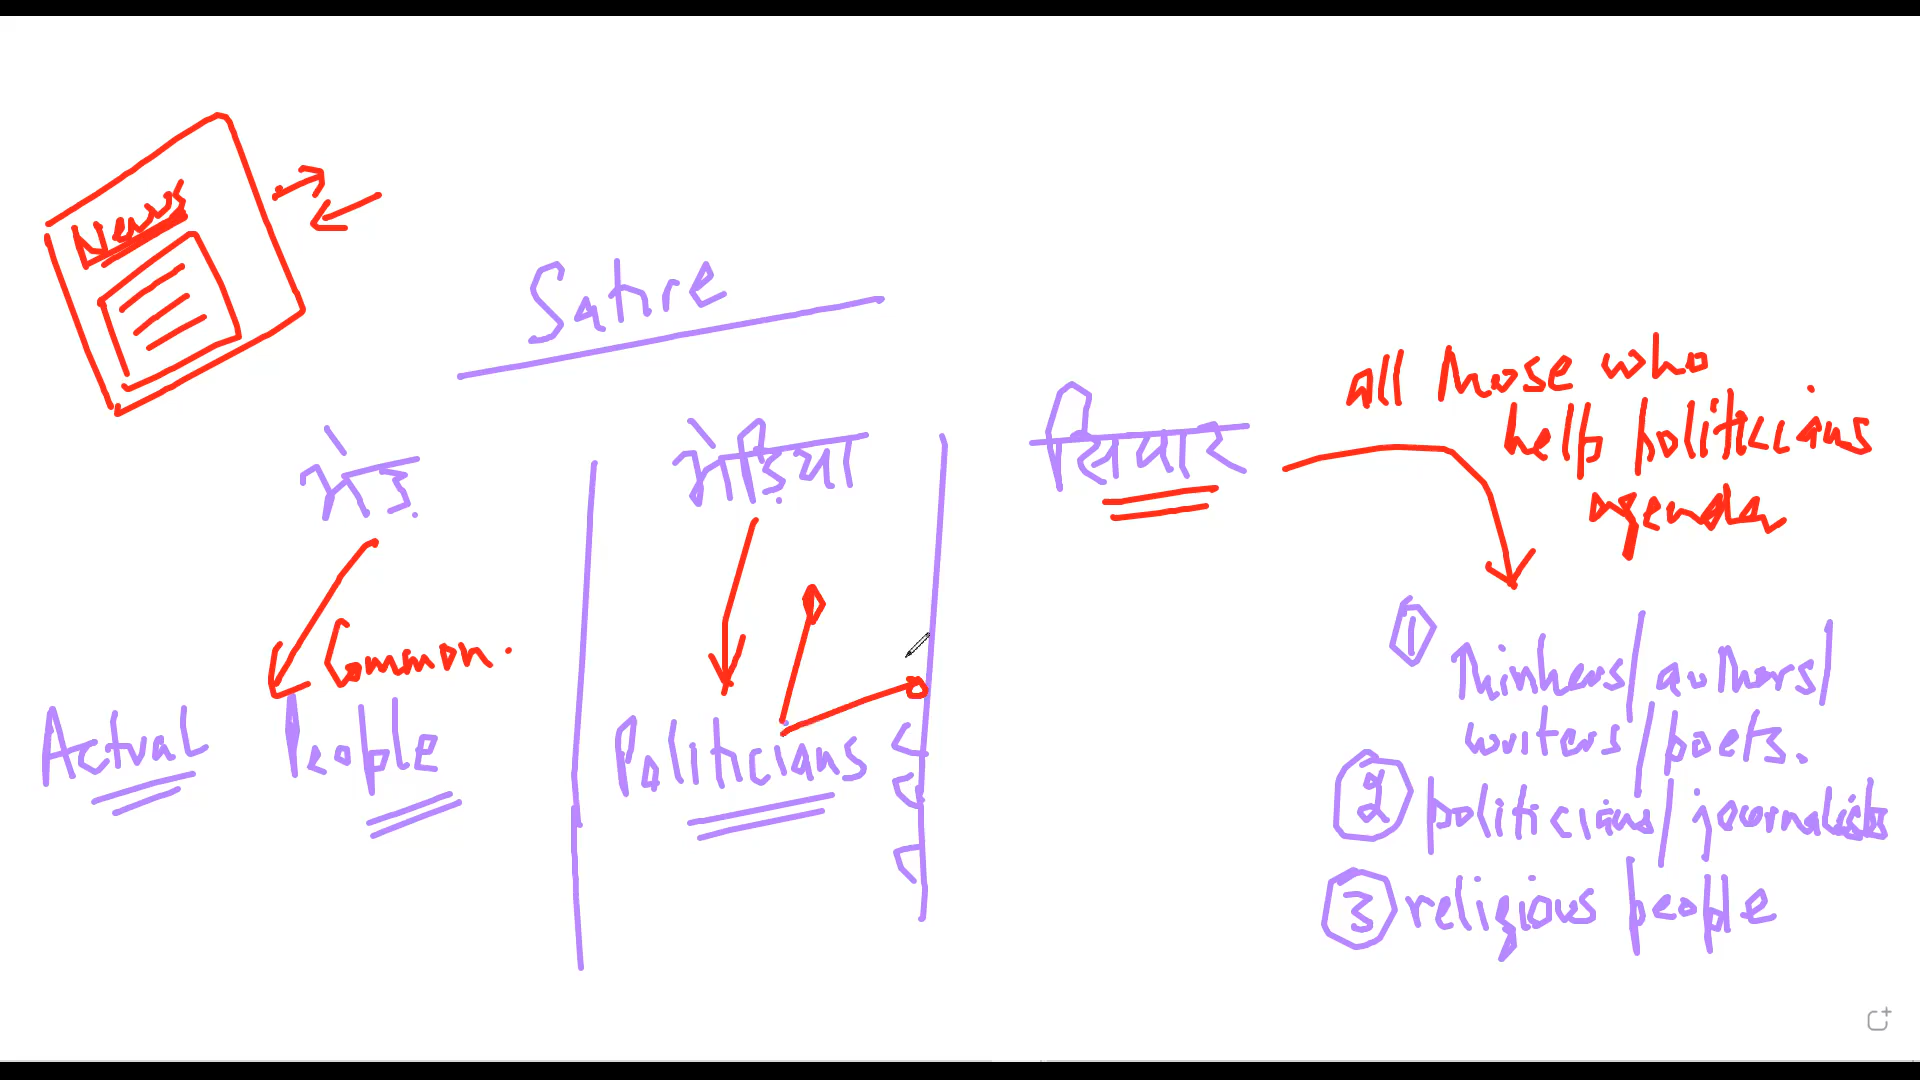 News
Satire
भेड़
भेड़िया
सियार
all those who
help politicians
agenda
Common.
Actual People
Politicians
1 Thinkers/authors/
writers/poets.
2 politicians/journalists
3 religious people